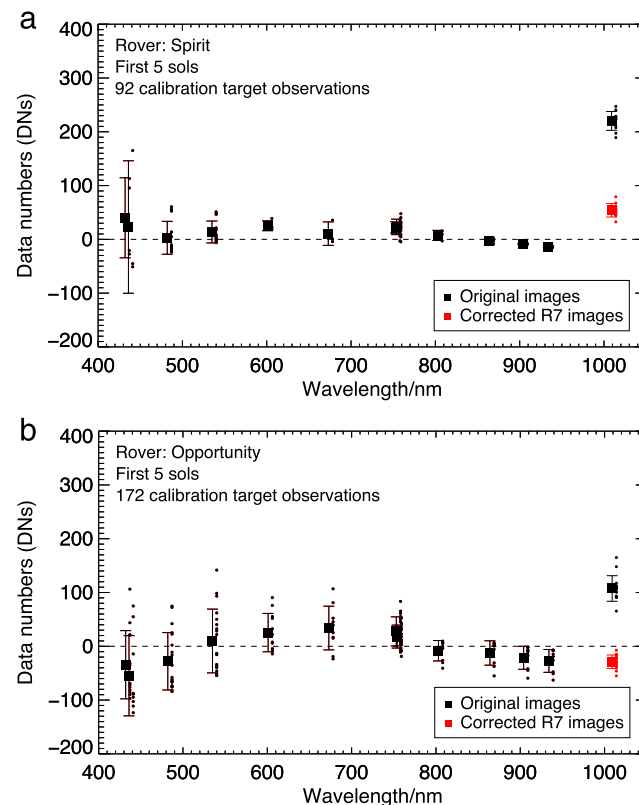 a
Rover: Spirit
First 5 sols
92 calibration target observations
Data numbers (DNs)
400
300
200
100
0
−100
−200
Original images
Corrected R7 images
400 500 600 700 800 900 1000
Wavelength/nm
b
Rover: Opportunity
First 5 sols
172 calibration target observations
Data numbers (DNs)
400
300
200
100
0
−100
−200
Original images
Corrected R7 images
400 500 600 700 800 900 1000
Wavelength/nm